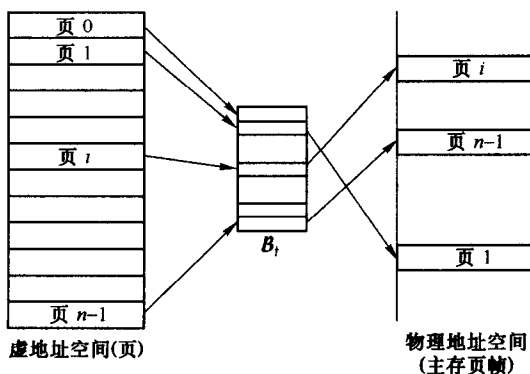 页 0
页 1
页 i
页 n-1
虚地址空间(页)
B_t
页 i
页 n-1
页 1
物理地址空间
(主存页帧)